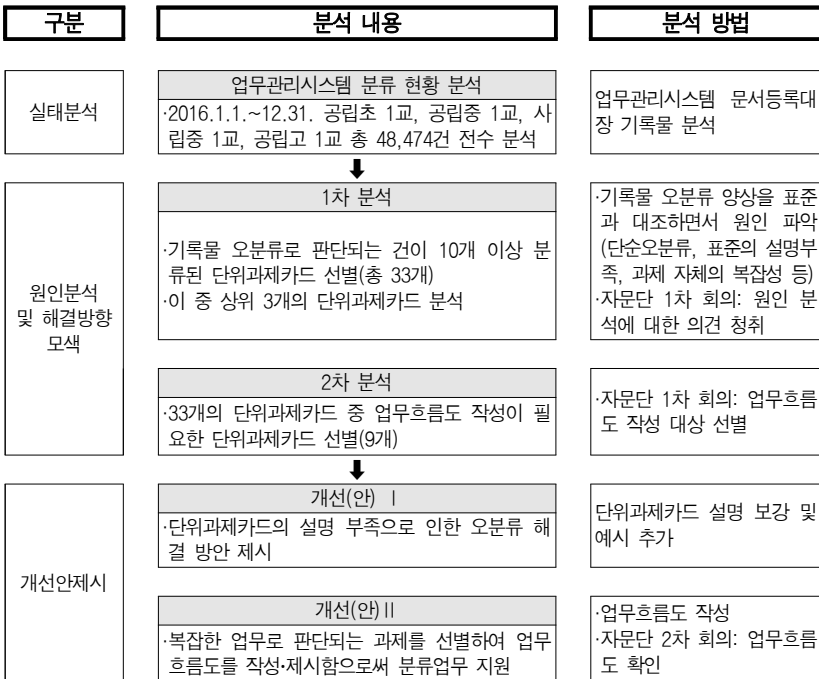 구분
분석 내용
분석 방법
실태분석
업무관리시스템 분류 현황 분석
·2016.1.1.~12.31. 공립초 1교, 공립중 1교, 사
립중 1교, 공립고 1교 총 48,474건 전수 분석
업무관리시스템 문서등록대
장 기록물 분석
원인분석
및 해결방향
모색
1차 분석
·기록물 오분류로 판단되는 건이 10개 이상 분
류된 단위과제카드 선별(총 33개)
·이 중 상위 3개의 단위과제카드 분석
·기록물 오분류 양상을 표준
과 대조하면서 원인 파악
(단순오분류, 표준의 설명부
족, 과제 자체의 복잡성 등)
·자문단 1차 회의: 원인 분
석에 대한 의견 청취
2차 분석
·33개의 단위과제카드 중 업무흐름도 작성이 필
요한 단위과제카드 선별(9개)
·자문단 1차 회의: 업무흐름
도 작성 대상 선별
개선안제시
개선(안) Ⅰ
·단위과제카드의 설명 부족으로 인한 오분류 해
결 방안 제시
단위과제카드 설명 보강 및
예시 추가
개선(안)Ⅱ
·복잡한 업무로 판단되는 과제를 선별하여 업무
흐름도를 작성·제시함으로써 분류업무 지원
·업무흐름도 작성
·자문단 2차 회의: 업무흐름
도 확인